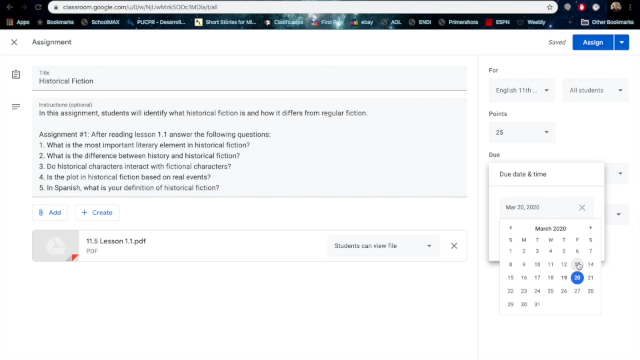 classroom.google.com
Apps
Bookmarks
SchoolMAX
PUCPR - Desarroll...
Short Stories for Mi...
Clasificados
First
ebay
AOL
ENGI
Primerations
ESPN
Weebly
Other Bookmarks
Assignment
Saved
Assign
Title
Historical Fiction
Instructions (optional)
In this assignment, students will identify what historical fiction is and how it differs from regular fiction.
Assignment #1: After reading lesson 1.1 answer the following questions:
1. What is the most important literary element in historical fiction?
2. What is the difference between history and historical fiction?
3. Do historical characters interact with fictional characters?
4. Is the plot in historical fiction based on real events?
5. In Spanish, what is your definition of historical fiction?
Add
Create
11.5 Lesson 1.1.pdf
PDF
Students can view file
For
English 11th ...
All students
Points
25
Due
Due date & time
Mar 20, 2020
March 2020
S M T W T F S
1 2 3 4 5 6 7
8 9 10 11 12 13 14
15 16 17 18 19 20 21
22 23 24 25 26 27 28
29 30 31